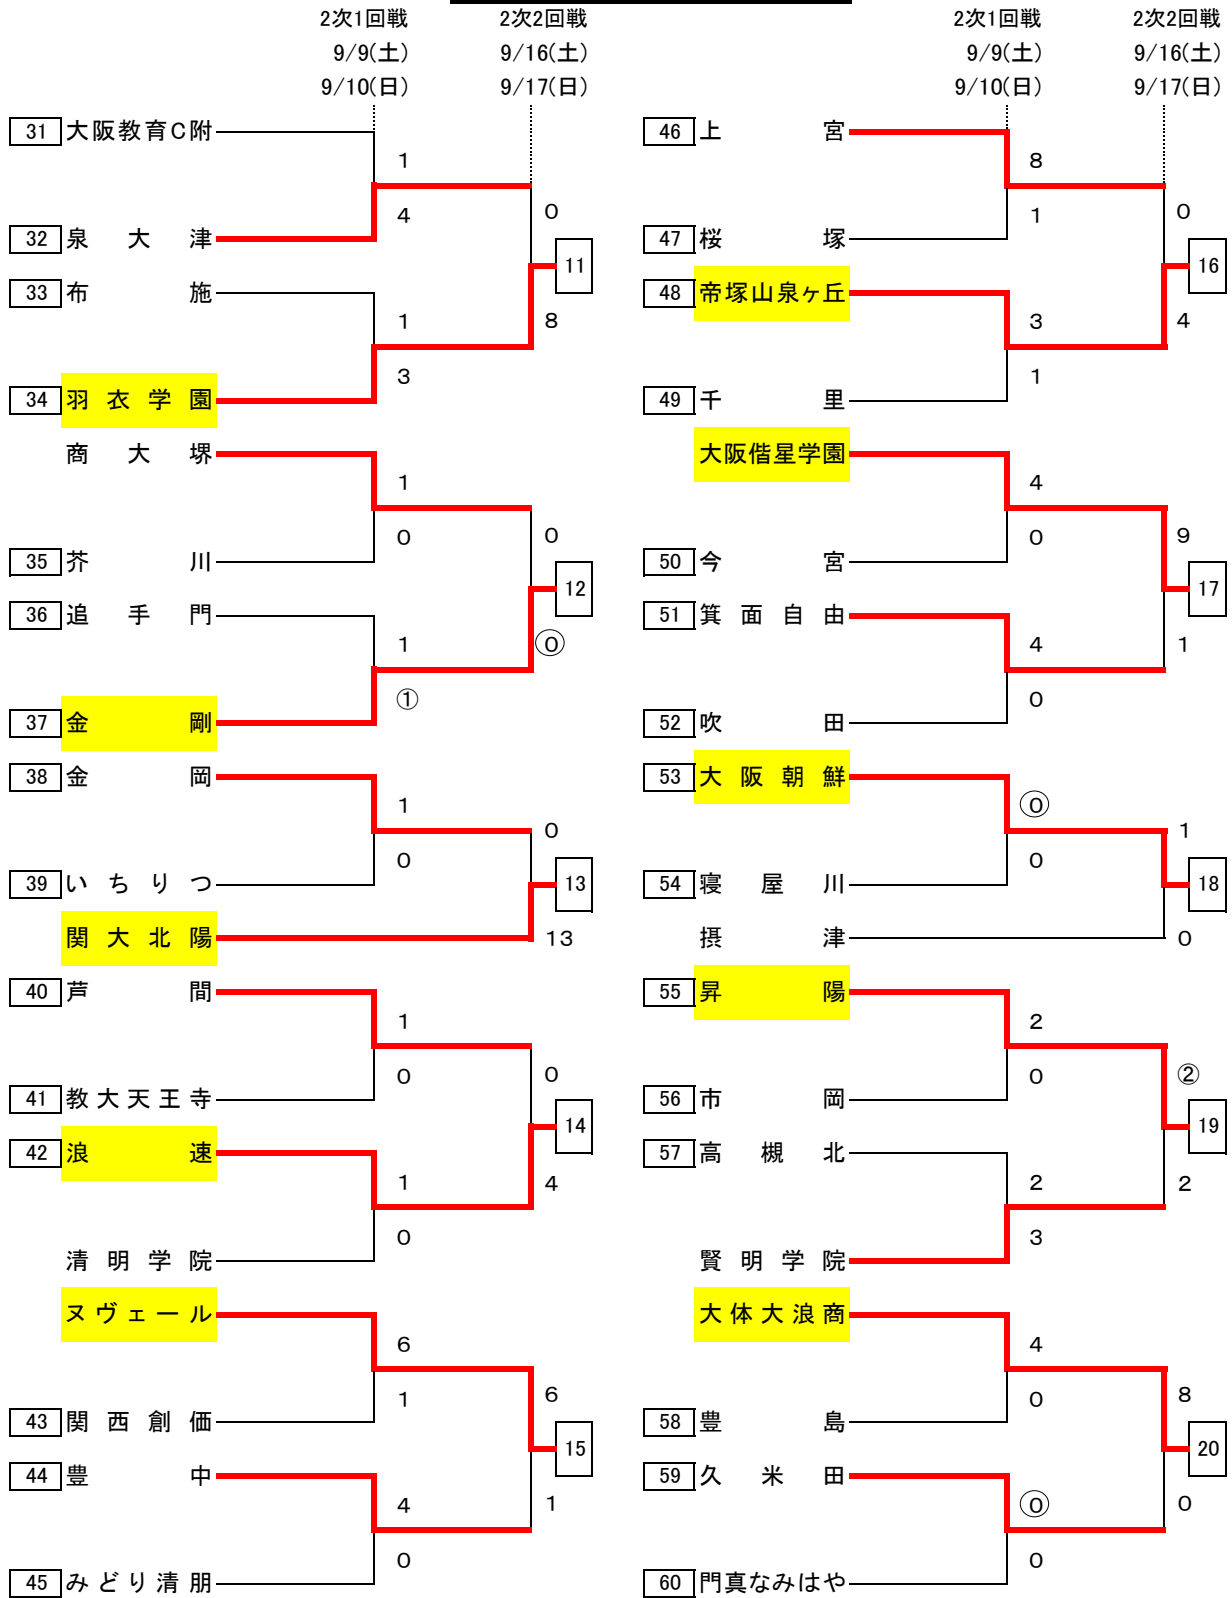 2次1回戦 2次2回戦
9/9(土) 9/16(土)
9/10(日) 9/17(日)
31 大阪教育C附
1
4
0
32 泉大津
11
33 布施
1
8
3
34 羽衣学園
商大堺
1
0
0
35 芥川
12
36 追手門
1
⓪
①
37 金剛
38 金岡
1
0
0
39 いちりつ
13
関大北陽
13
40 芦間
1
0
0
41 教大天王寺
14
42 浪速
1
4
0
清明学院
ヌヴェール
6
6
1
43 関西創価
15
44 豊中
4
1
0
45 みどり清朋
2次1回戦 2次2回戦
9/9(土) 9/16(土)
9/10(日) 9/17(日)
46 上宮
8
1
0
47 桜塚
16
48 帝塚山泉ヶ丘
3
4
1
49 千里
大阪偕星学園
4
9
0
50 今宮
17
51 箕面自由
4
1
0
52 吹田
53 大阪朝鮮
⓪
1
0
54 寝屋川
18
摂津
0
55 昇陽
2
②
0
56 市岡
19
57 高槻北
2
2
3
賢明学院
大体大浪商
4
8
0
58 豊島
20
59 久米田
⓪
0
0
60 門真なみはや